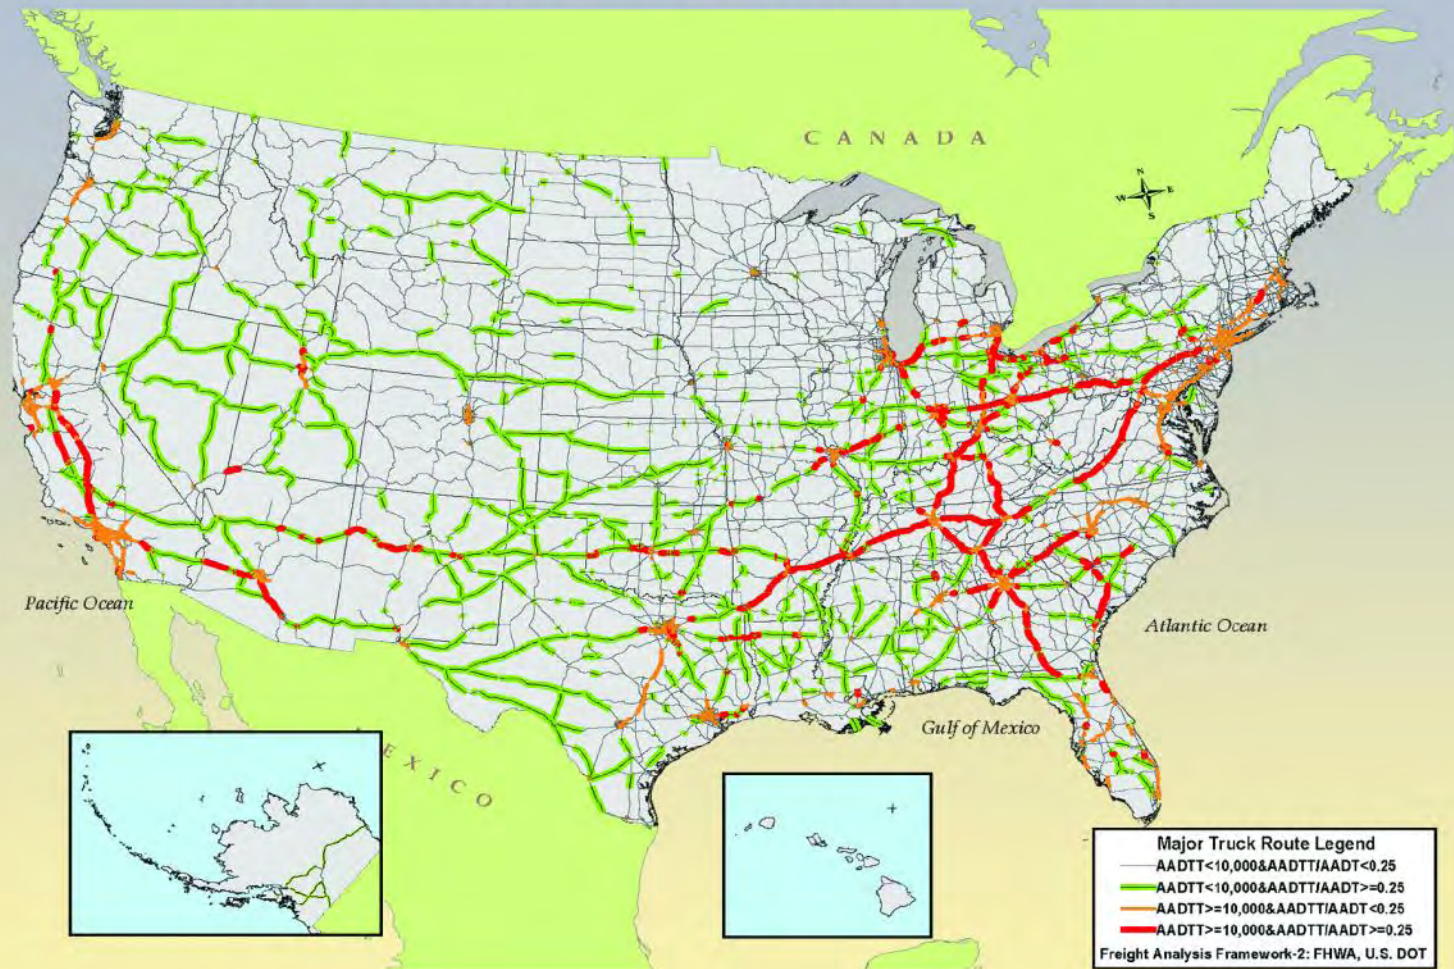 CANADA
N
W E
S
Pacific Ocean
Atlantic Ocean
Gulf of Mexico
MEXICO
Major Truck Route Legend
AADTT<10,000&AADTT/AADT<0.25
AADTT<10,000&AADTT/AADT>=0.25
AADTT>=10,000&AADTT/AADT<0.25
AADTT>=10,000&AADTT/AADT>=0.25
Freight Analysis Framework-2: FHWA, U.S. DOT